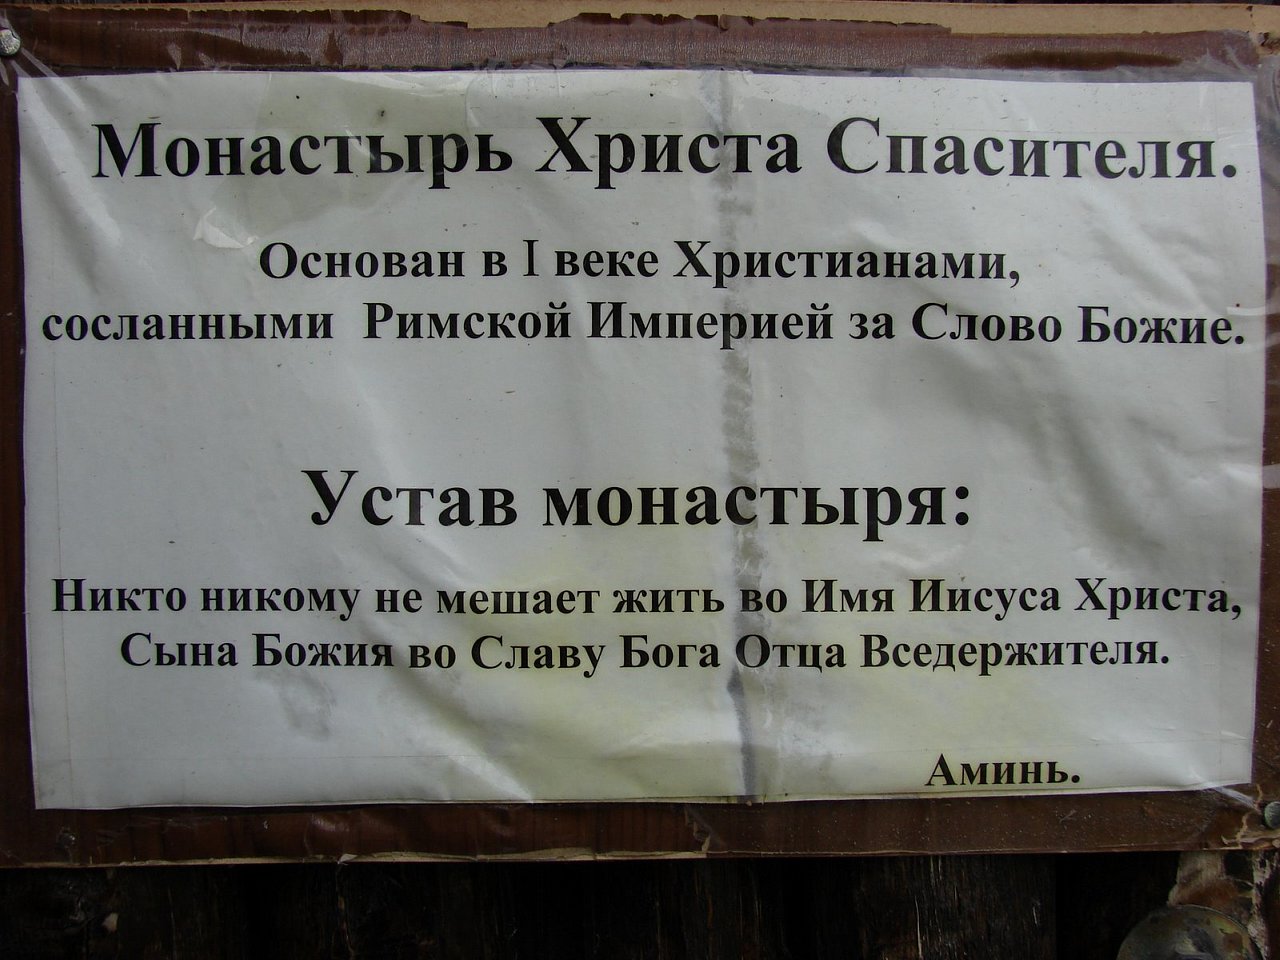 Монастырь Христа Спасителя.
Основан в I веке Христианами,
сосланными Римской Империей за Слово Божие.
Устав монастыря:
Никто никому не мешает жить во Имя Иисуса Христа,
Сына Божия во Славу Бога Отца Вседержителя.
Аминь.